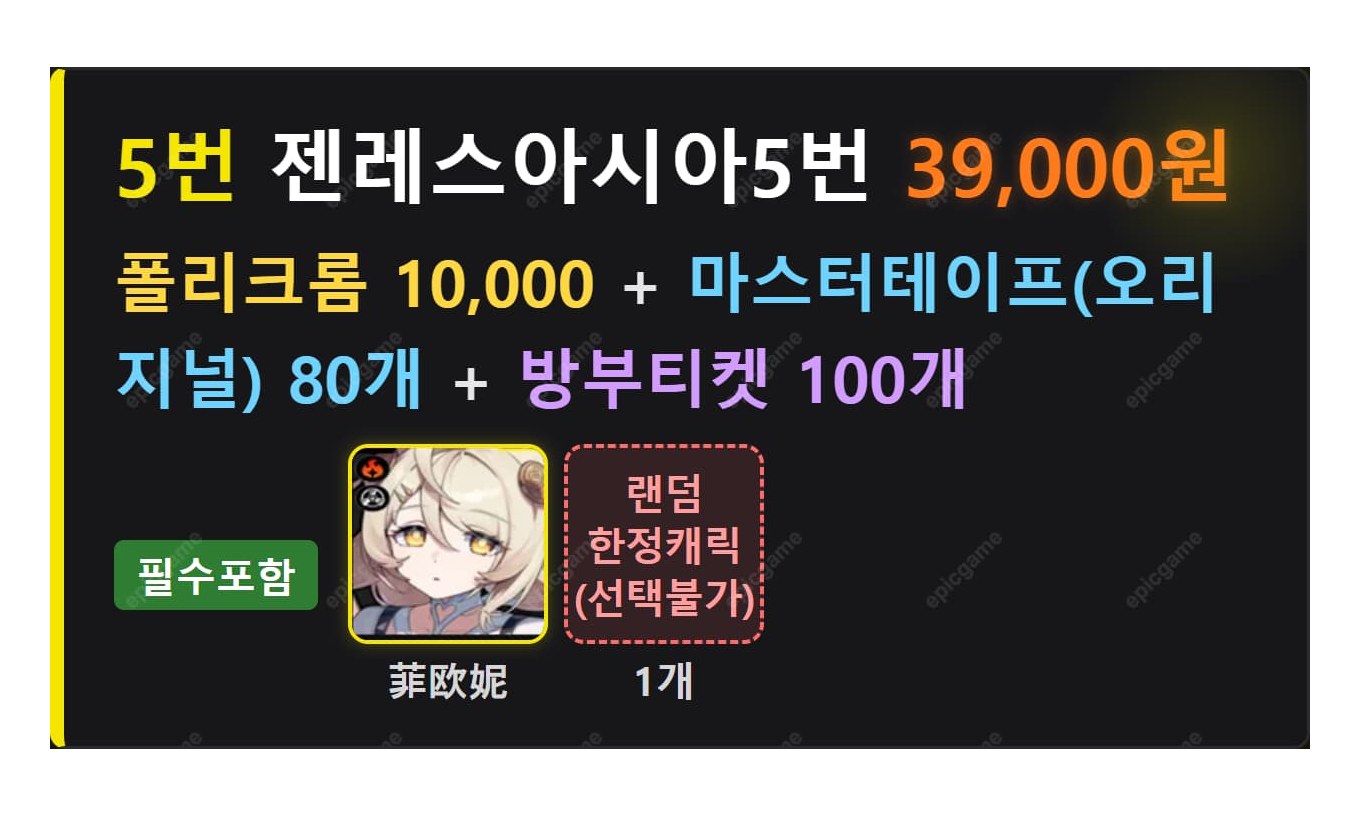 5번 젠레스아시아5번 39,000원
폴리크롬 10,000 + 마스터테이프(오리
지널) 80개 + 방부티켓 100개
필수포함
랜덤
한정캐릭
(선택불가)
菲欧妮
1개
epicgame